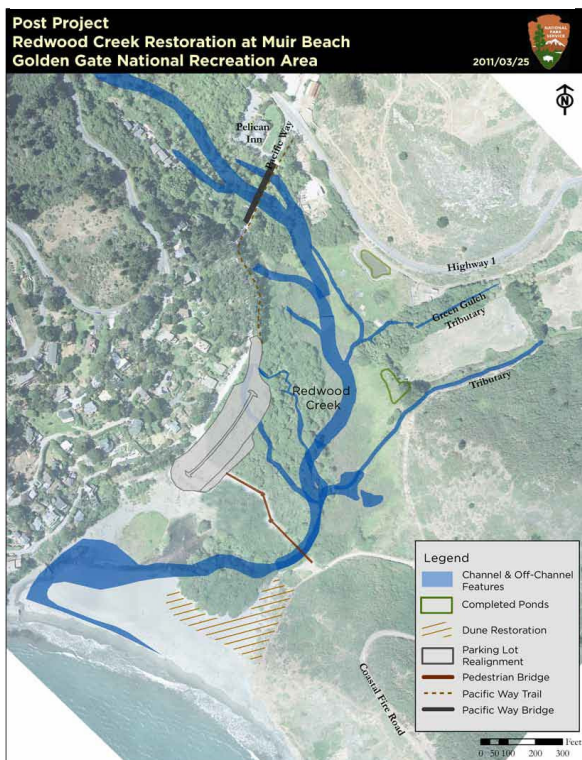 Post Project
Redwood Creek Restoration at Muir Beach
Golden Gate National Recreation Area
2011/03/25
NATIONAL
PARK
SERVICE
N
Pelican
Inn
Pacific Way
Highway 1
Green Gulch
Tributary
Tributary
Redwood
Creek
Coastal Fire Road
Legend
Channel & Off-Channel
Features
Completed Ponds
Dune Restoration
Parking Lot
Realignment
Pedestrian Bridge
Pacific Way Trail
Pacific Way Bridge
Feet
0 50 100 200 300